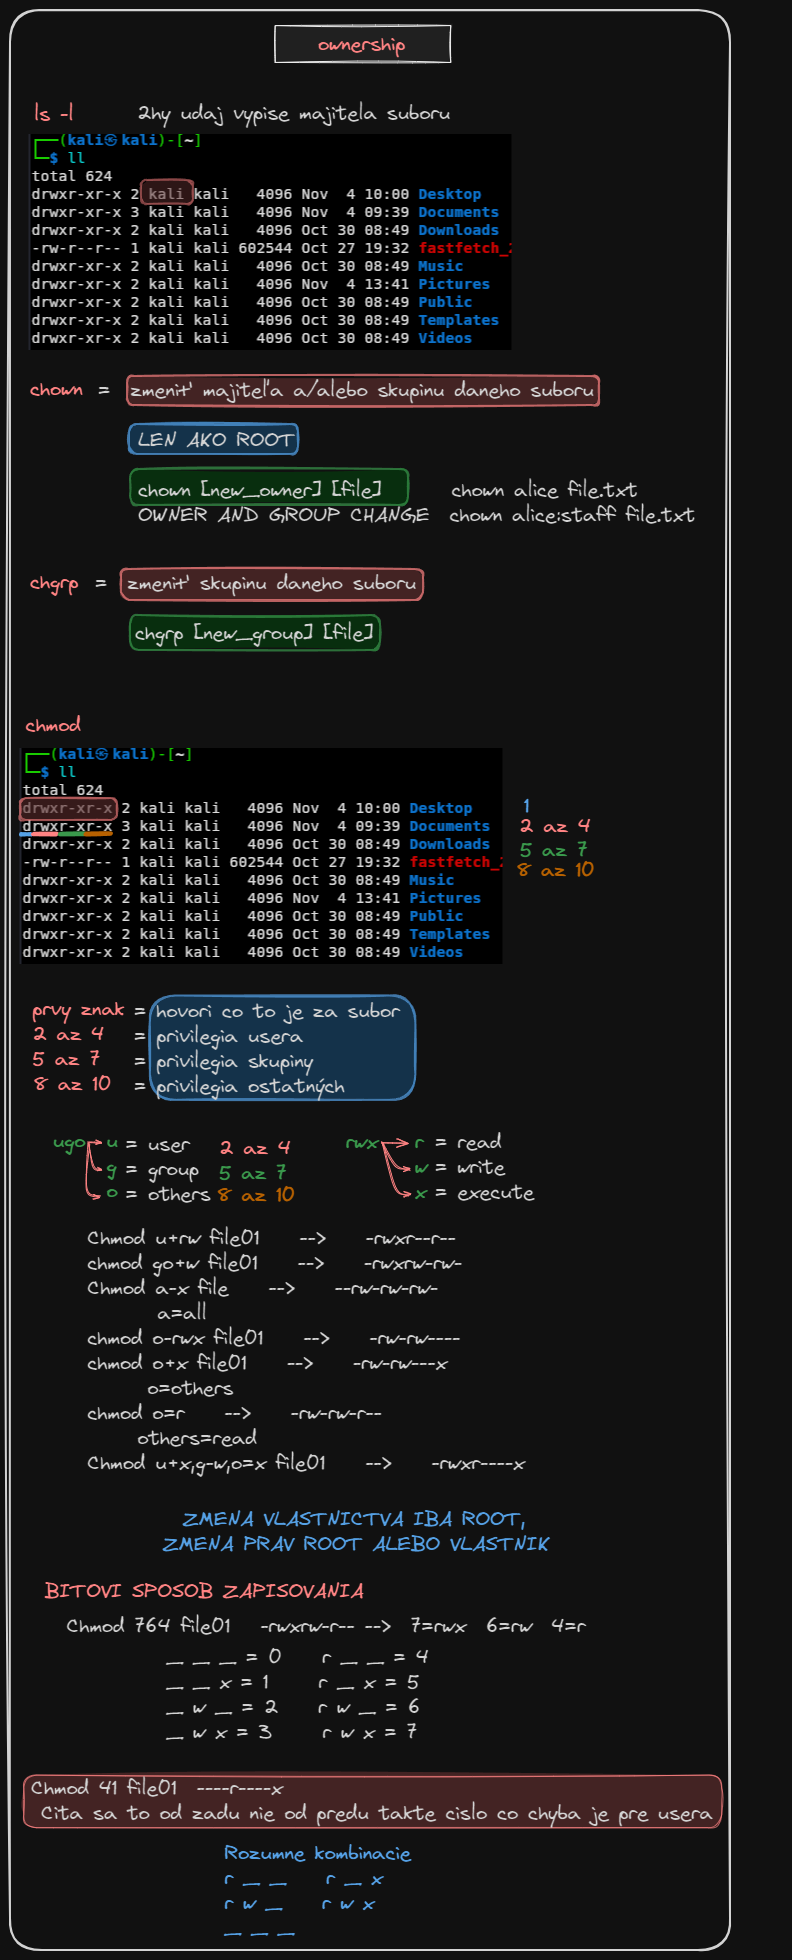 ownership
ls -l 2hy udaj vypise majitela suboru
┌──(kali㉿kali)-[~]
└─$ ll
total 624
drwxr-xr-x 2 kali kali 4096 Nov 4 10:00 Desktop
drwxr-xr-x 3 kali kali 4096 Nov 4 09:39 Documents
drwxr-xr-x 2 kali kali 4096 Oct 30 08:49 Downloads
-rw-r--r-- 1 kali kali 602544 Oct 27 19:32 fastfetch_2
drwxr-xr-x 2 kali kali 4096 Oct 30 08:49 Music
drwxr-xr-x 2 kali kali 4096 Nov 4 13:41 Pictures
drwxr-xr-x 2 kali kali 4096 Oct 30 08:49 Public
drwxr-xr-x 2 kali kali 4096 Oct 30 08:49 Templates
drwxr-xr-x 2 kali kali 4096 Oct 30 08:49 Videos
chown = zmeniť majiteľa a/alebo skupinu daneho suboru
LEN AKO ROOT
chown [new_owner] [file] chown alice file.txt
OWNER AND GROUP CHANGE chown alice:staff file.txt
chgrp = zmeniť skupinu daneho suboru
chgrp [new_group] [file]
chmod
┌──(kali㉿kali)-[~]
└─$ ll
total 624
drwxr-xr-x 2 kali kali 4096 Nov 4 10:00 Desktop 1
drwxr-xr-x 3 kali kali 4096 Nov 4 09:39 Documents 2 az 4
drwxr-xr-x 2 kali kali 4096 Oct 30 08:49 Downloads 5 az 7
-rw-r--r-- 1 kali kali 602544 Oct 27 19:32 fastfetch_2 8 az 10
drwxr-xr-x 2 kali kali 4096 Oct 30 08:49 Music
drwxr-xr-x 2 kali kali 4096 Nov 4 13:41 Pictures
drwxr-xr-x 2 kali kali 4096 Oct 30 08:49 Public
drwxr-xr-x 2 kali kali 4096 Oct 30 08:49 Templates
drwxr-xr-x 2 kali kali 4096 Oct 30 08:49 Videos
prvy znak = hovori co to je za subor
2 az 4 = privilegia usera
5 az 7 = privilegia skupiny
8 az 10 = privilegia ostatných
ugo u = user 2 az 4 rwx r = read
g = group 5 az 7 w = write
o = others 8 az 10 x = execute
Chmod u+rw file01 --> -rwxr--r--
chmod go+w file01 --> -rwxrw-rw-
Chmod a-x file --> --rw-rw-rw-
a=all
chmod o-rwx file01 --> -rw-rw----
chmod o+x file01 --> -rw-rw---x
o=others
chmod o=r --> -rw-rw-r--
others=read
Chmod u+x,g-w,o=x file01 --> -rwxr----x
ZMENA VLASTNICTVA IBA ROOT,
ZMENA PRAV ROOT ALEBO VLASTNIK
BITOVI SPOSOB ZAPISOVANIA
Chmod 764 file01 -rwxrw-r-- --> 7=rwx 6=rw 4=r
_ _ _ = 0 r _ _ = 4
_ _ x = 1 r _ x = 5
_ w _ = 2 r w _ = 6
_ w x = 3 r w x = 7
Chmod 41 file01 ----r----x
Cita sa to od zadu nie od predu takte cislo co chyba je pre usera
Rozumne kombinacie
r _ _ r _ x
r w _ r w x
_ _ _